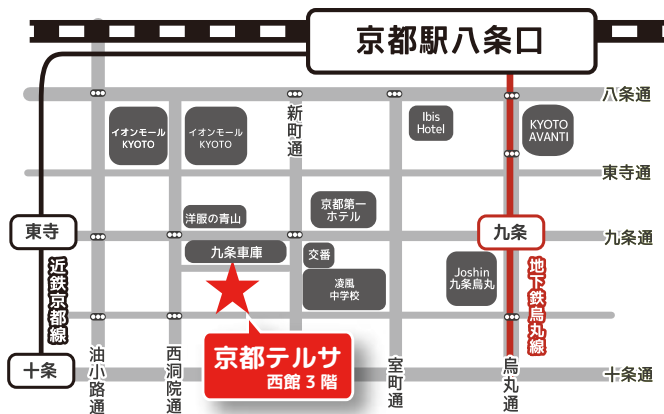 京都駅八条口
八条通
イオンモール
KYOTO
イオンモール
KYOTO
新町通
Ibis
Hotel
KYOTO
AVANTI
東寺通
洋服の青山
京都第一
ホテル
東寺
九条
九条通
九条車庫
交番
近鉄京都線
凌風
中学校
Joshin
九条烏丸
地下鉄烏丸線
京都テルサ
西館3階
十条
十条通
油小路通
西洞院通
室町通
烏丸通